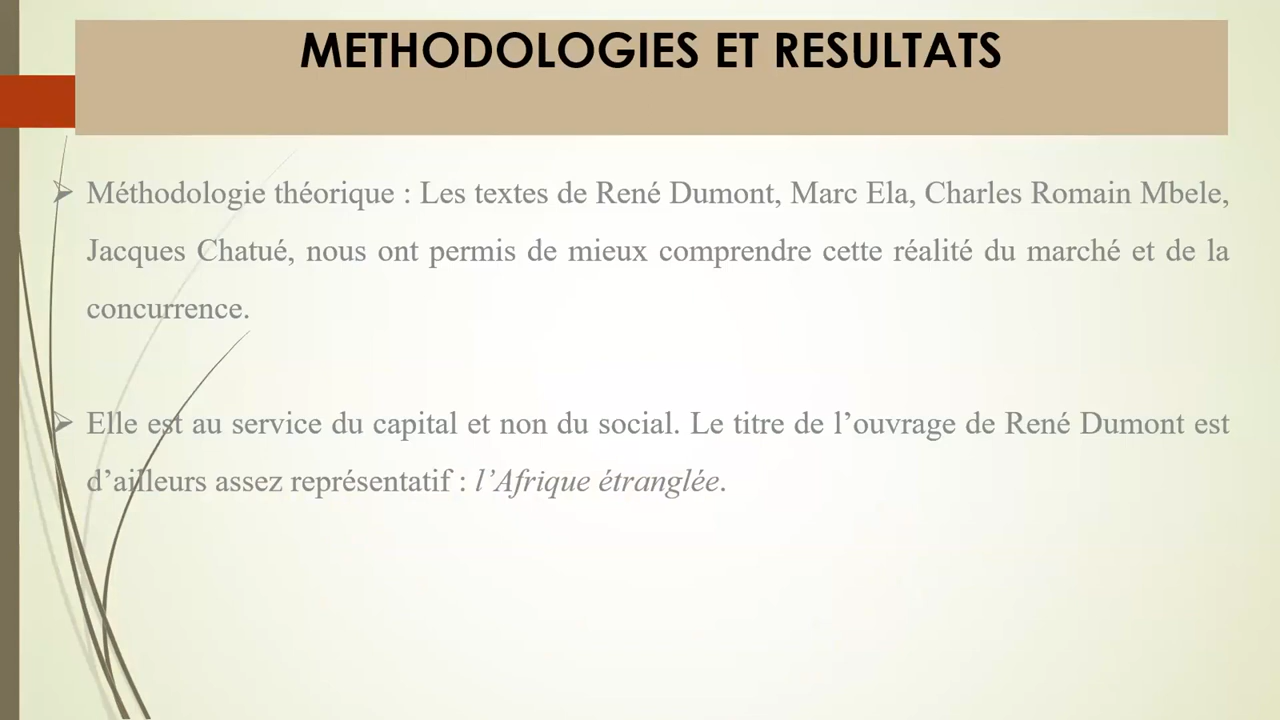 METHODOLOGIES ET RESULTATS
Méthodologie théorique : Les textes de René Dumont, Marc Ela, Charles Romain Mbele,
Jacques Chatué, nous ont permis de mieux comprendre cette réalité du marché et de la
concurrence.
Elle est au service du capital et non du social. Le titre de l’ouvrage de René Dumont est
d’ailleurs assez représentatif : l’Afrique étranglée.